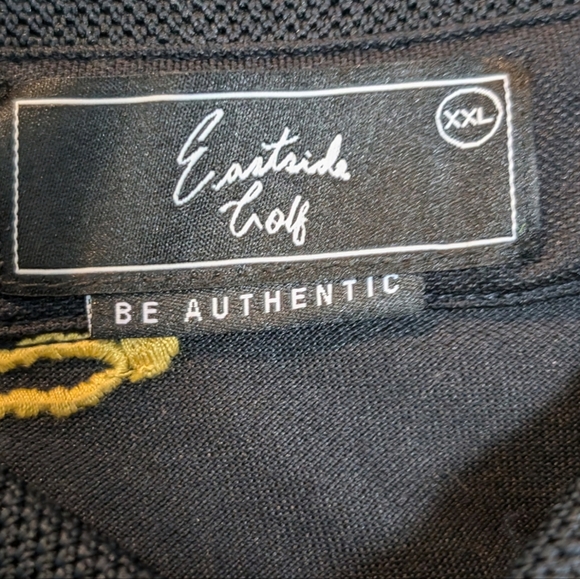 XXL
Eastside
Golf
BE AUTHENTIC